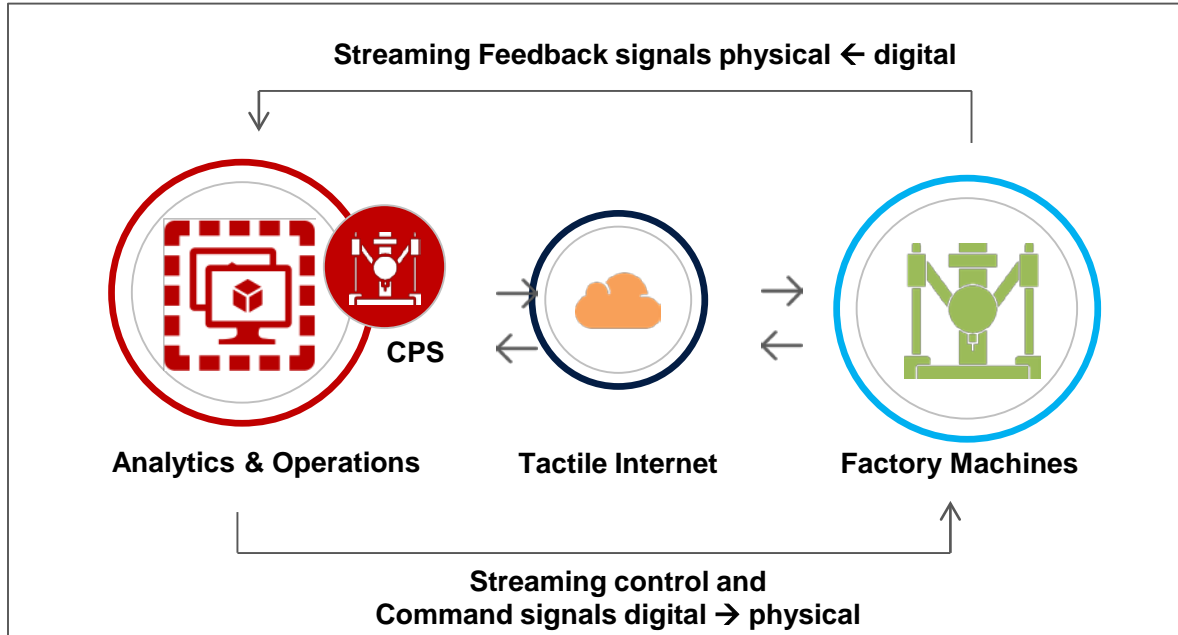 Streaming Feedback signals physical ← digital
CPS
Analytics & Operations
Tactile Internet
Factory Machines
Streaming control and
Command signals digital → physical